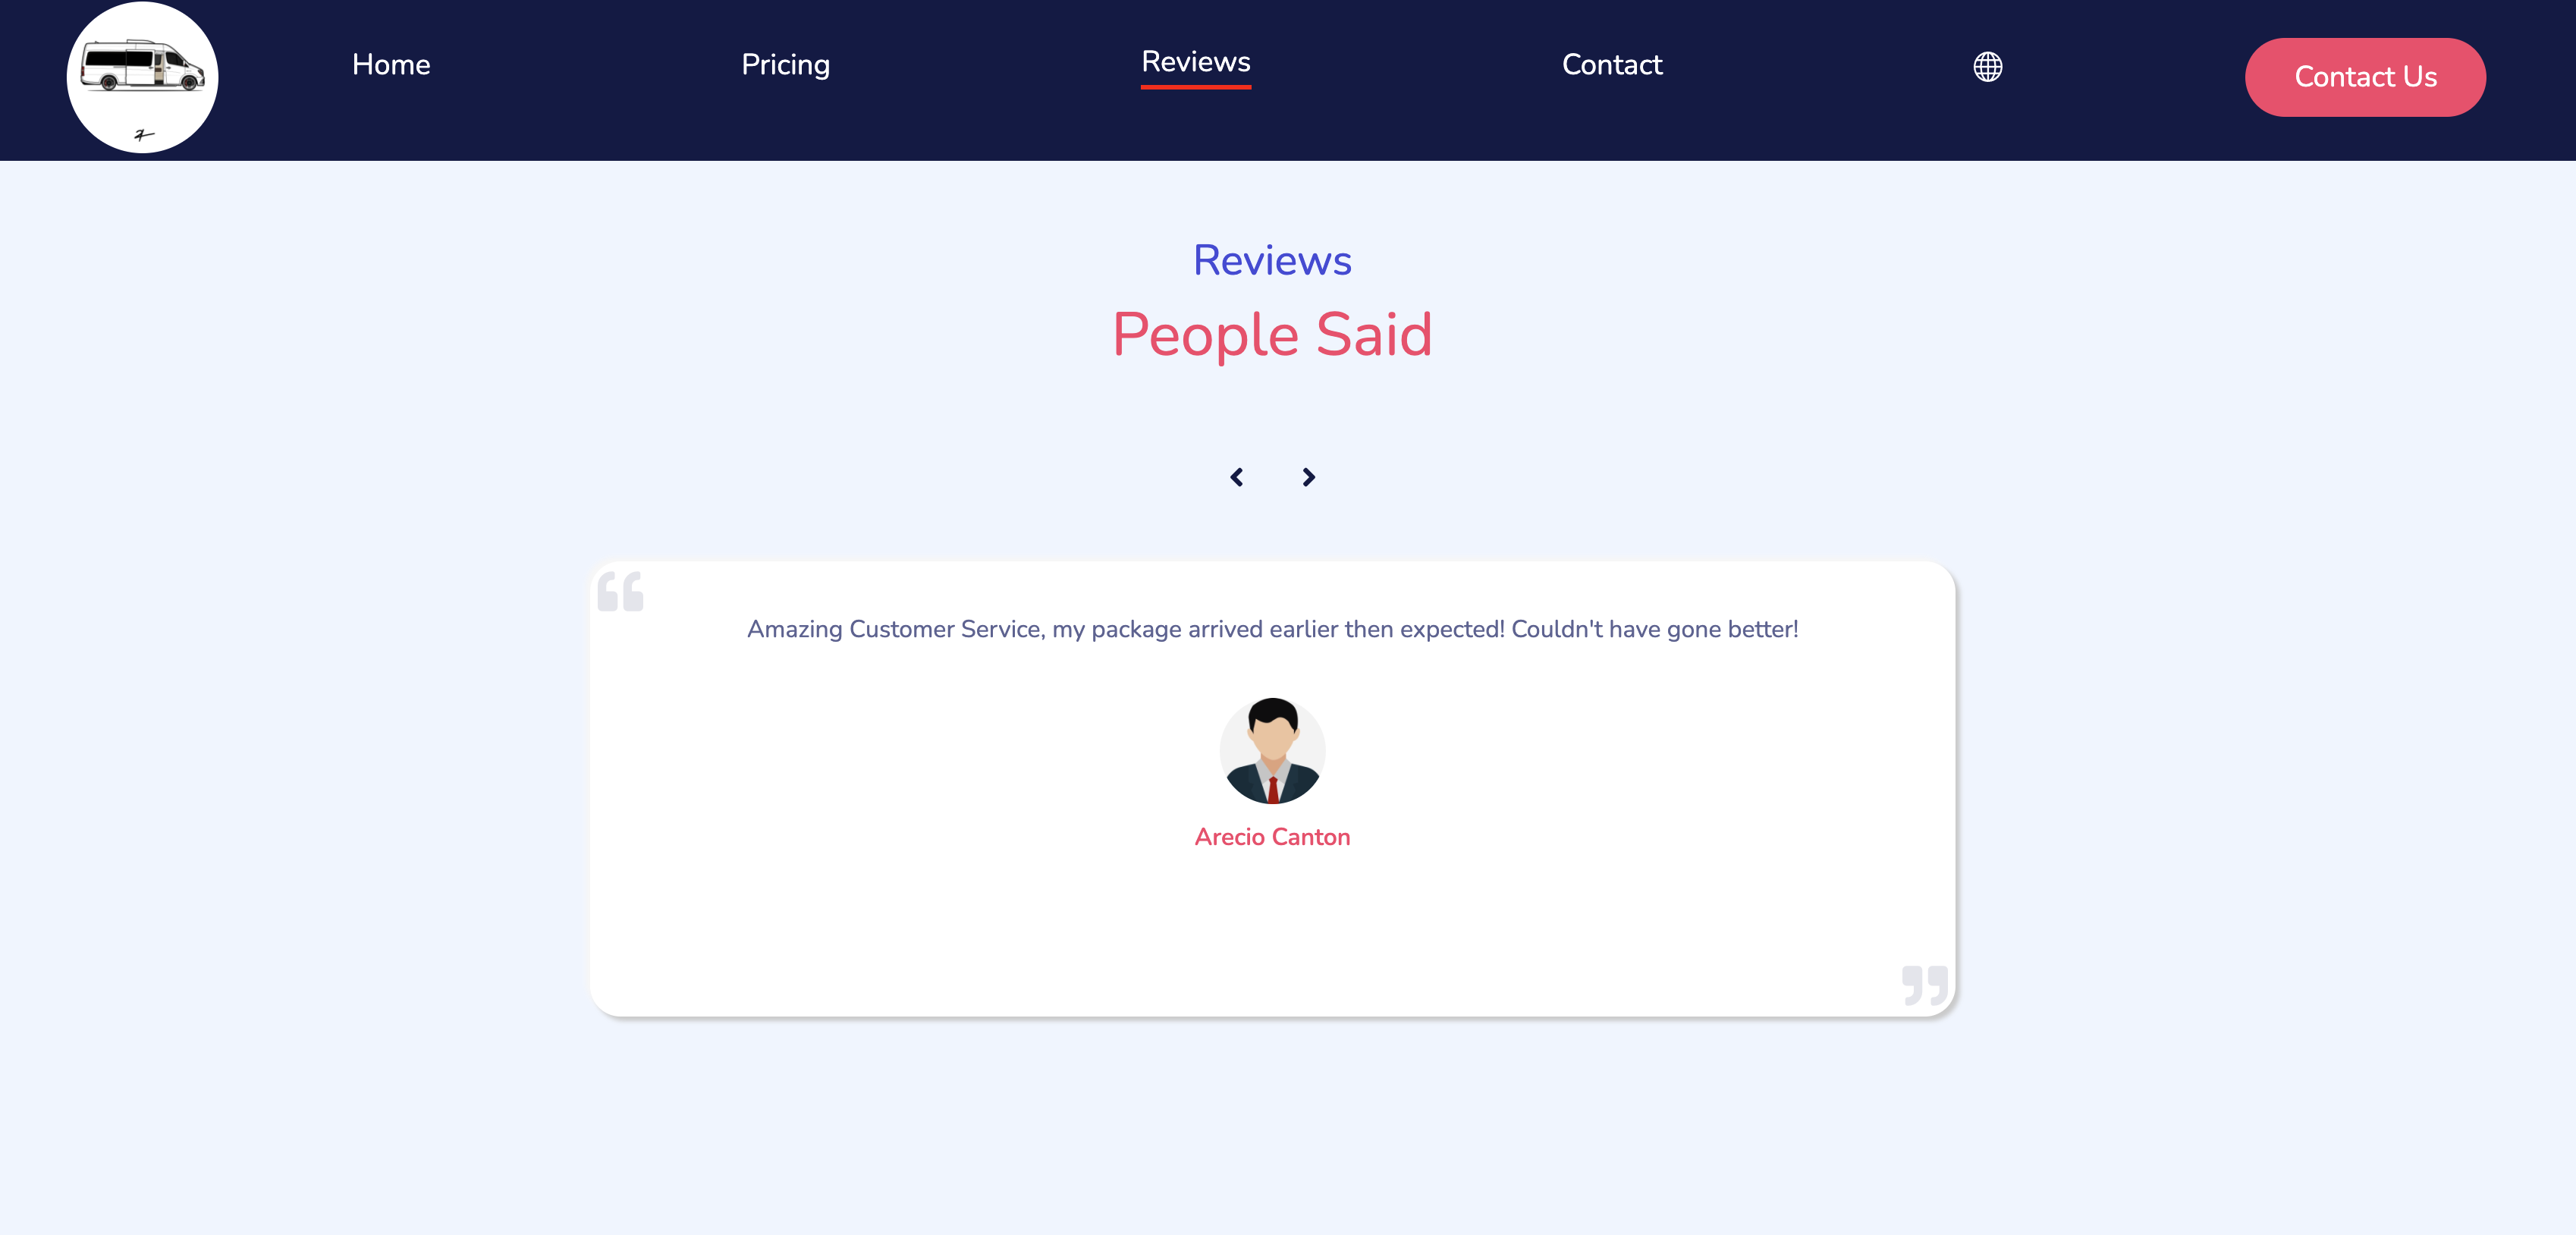 Home
Pricing
Reviews
Contact
Contact Us
Reviews
People Said
Amazing Customer Service, my package arrived earlier then expected! Couldn't have gone better!
Arecio Canton